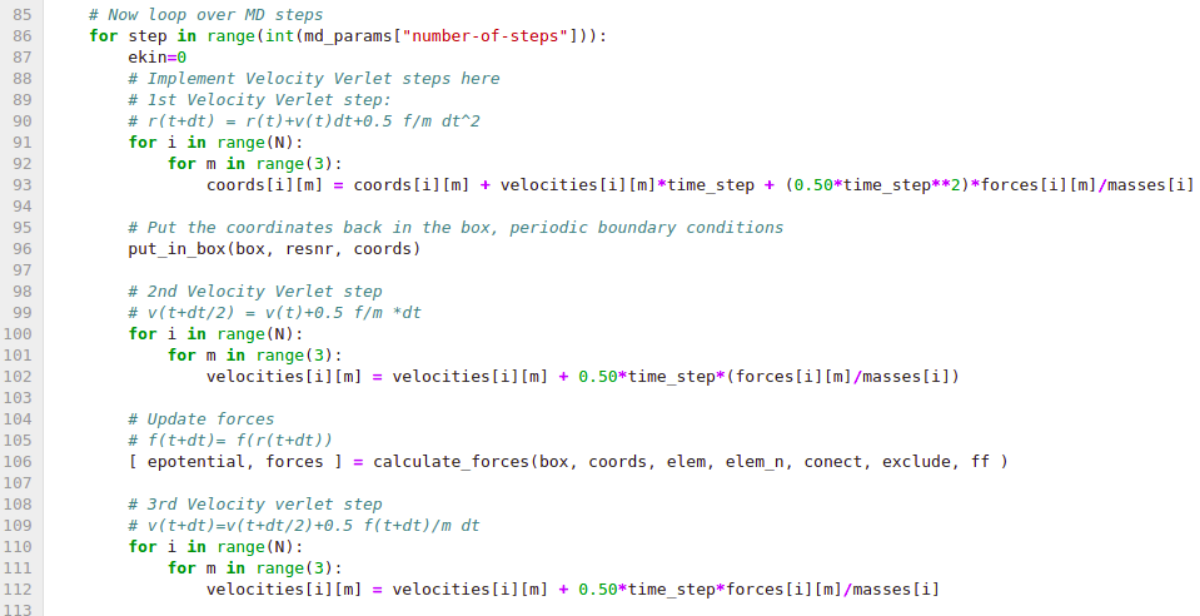 85 # Now loop over MD steps
86 for step in range(int(md_params["number-of-steps"])):
87 ekin=0
88 # Implement Velocity Verlet steps here
89 # 1st Velocity Verlet step:
90 # r(t+dt) = r(t)+v(t)dt+0.5 f/m dt^2
91 for i in range(N):
92 for m in range(3):
93 coords[i][m] = coords[i][m] + velocities[i][m]*time_step + (0.50*time_step**2)*forces[i][m]/masses[i]
94
95 # Put the coordinates back in the box, periodic boundary conditions
96 put_in_box(box, resnr, coords)
97
98 # 2nd Velocity Verlet step
99 # v(t+dt/2) = v(t)+0.5 f/m *dt
100 for i in range(N):
101 for m in range(3):
102 velocities[i][m] = velocities[i][m] + 0.50*time_step*(forces[i][m]/masses[i])
103
104 # Update forces
105 # f(t+dt)= f(r(t+dt))
106 [ epotential, forces ] = calculate_forces(box, coords, elem, elem_n, conect, exclude, ff )
107
108 # 3rd Velocity verlet step
109 # v(t+dt)=v(t+dt/2)+0.5 f(t+dt)/m dt
110 for i in range(N):
111 for m in range(3):
112 velocities[i][m] = velocities[i][m] + 0.50*time_step*forces[i][m]/masses[i]
113